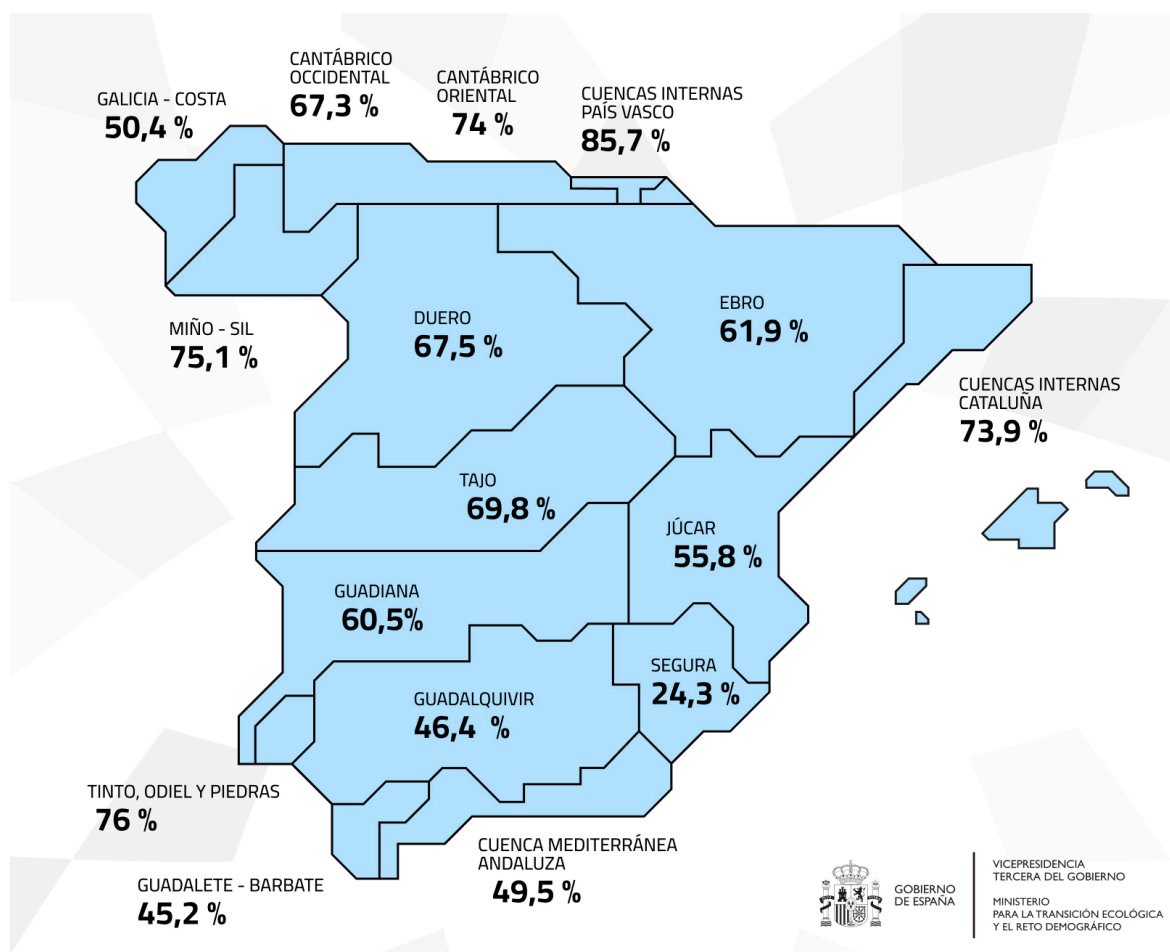 CANTÁBRICO
OCCIDENTAL
67,3 %
CANTÁBRICO
ORIENTAL
74 %
CUENCAS INTERNAS
PAÍS VASCO
85,7 %
GALICIA - COSTA
50,4 %
MIÑO - SIL
75,1 %
DUERO
67,5 %
EBRO
61,9 %
CUENCAS INTERNAS
CATALUÑA
73,9 %
TAJO
69,8 %
JÚCAR
55,8 %
GUADIANA
60,5%
SEGURA
24,3 %
GUADALQUIVIR
46,4 %
TINTO, ODIEL Y PIEDRAS
76 %
GUADALETE - BARBATE
45,2 %
CUENCA MEDITERRÁNEA
ANDALUZA
49,5 %
GOBIERNO
DE ESPAÑA
VICEPRESIDENCIA
TERCERA DEL GOBIERNO
MINISTERIO
PARA LA TRANSICIÓN ECOLÓGICA
Y EL RETO DEMOGRÁFICO